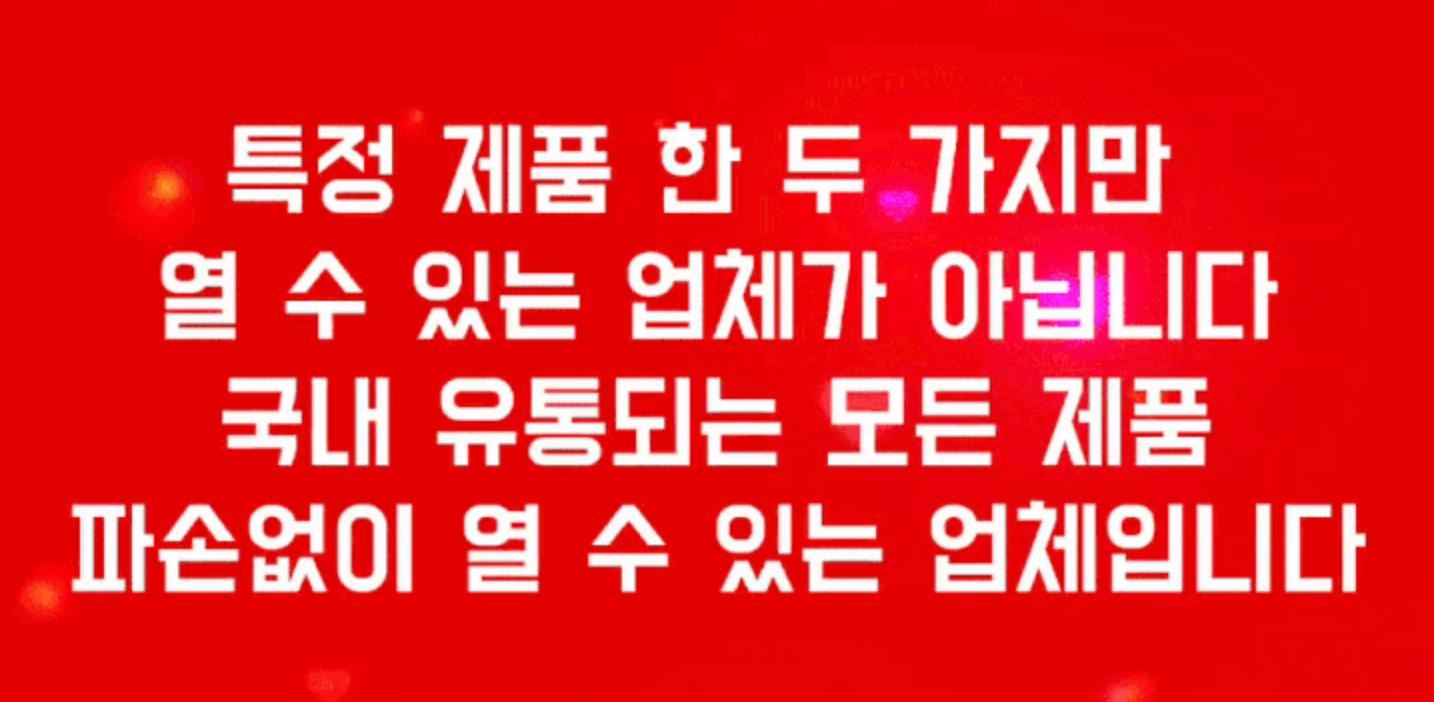 특정 제품 한 두 가지만
열 수 있는 업체가 아닙니다
국내 유통되는 모든 제품
파손없이 열 수 있는 업체입니다